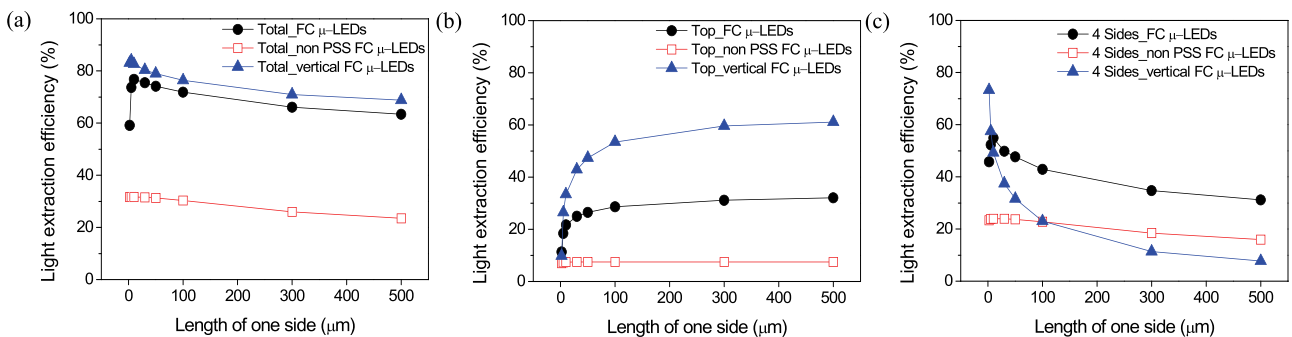 (a)
Light extraction efficiency (%)
100
80
60
40
20
0
Total_FC μ–LEDs
Total_non PSS FC μ–LEDs
Total_vertical FC μ–LEDs
0 100 200 300 400 500
Length of one side (μm)
(b)
Light extraction efficiency (%)
100
80
60
40
20
0
Top_FC μ–LEDs
Top_non PSS FC μ–LEDs
Top_vertical FC μ–LEDs
0 100 200 300 400 500
Length of one side (μm)
(c)
Light extraction efficiency (%)
100
80
60
40
20
0
4 Sides_FC μ–LEDs
4 Sides_non PSS FC μ–LEDs
4 Sides_vertical FC μ–LEDs
0 100 200 300 400 500
Length of one side (μm)